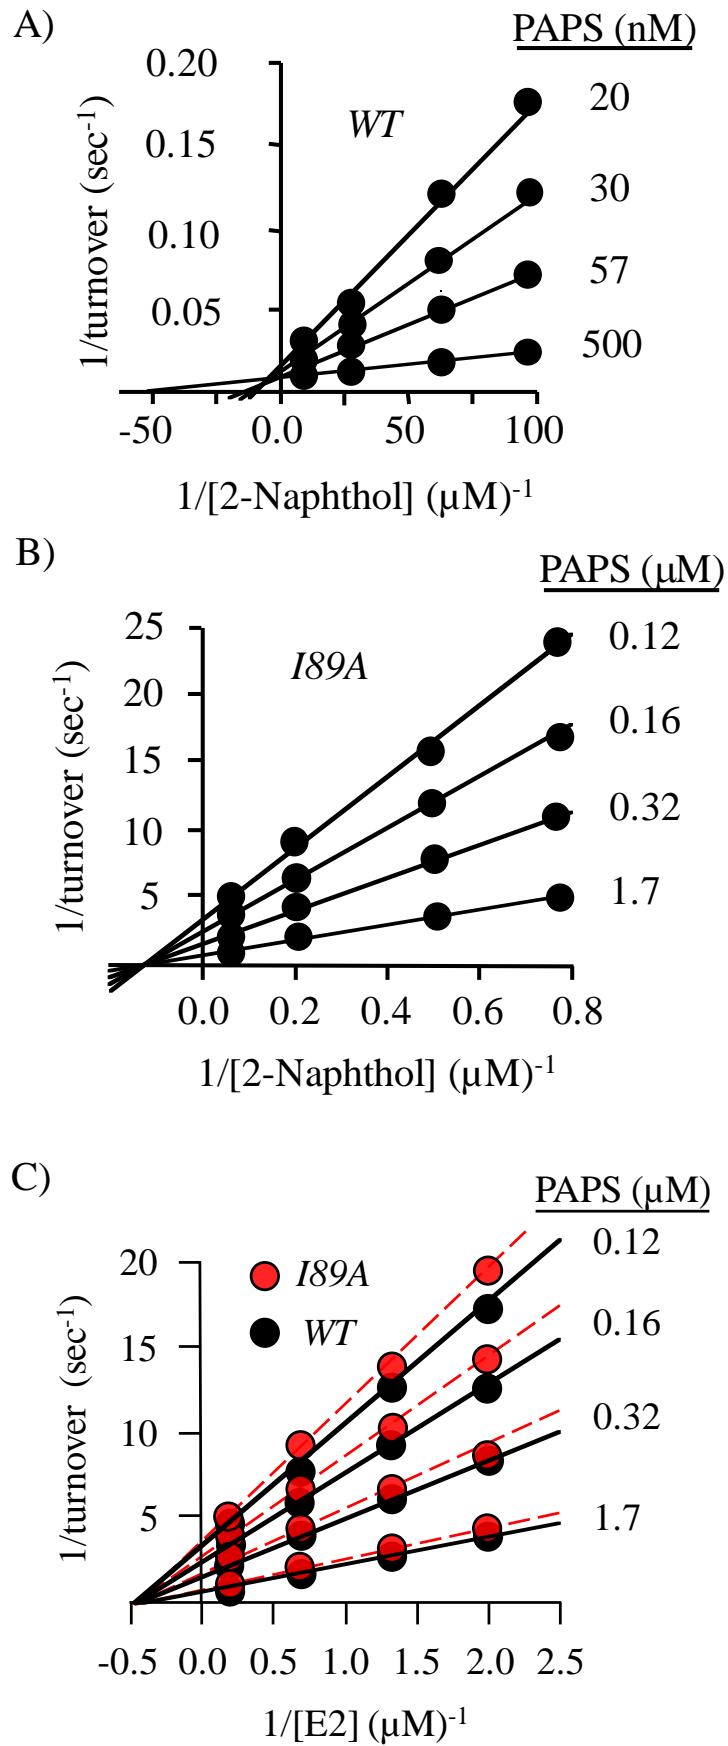 A)
PAPS (nM)
0.20
0.15
0.10
0.05
1/turnover (sec-1)
WT
20
30
57
500
-50
0.0
50
100
1/[2-Naphthol] (μM)-1
B)
PAPS (μM)
25
20
15
10
5
1/turnover (sec-1)
I89A
0.12
0.16
0.32
1.7
0.0
0.2
0.4
0.6
0.8
1/[2-Naphthol] (μM)-1
C)
PAPS (μM)
20
15
10
5
1/turnover (sec-1)
I89A
WT
0.12
0.16
0.32
1.7
-0.5
0.0
0.5
1.0
1.5
2.0
2.5
1/[E2] (μM)-1